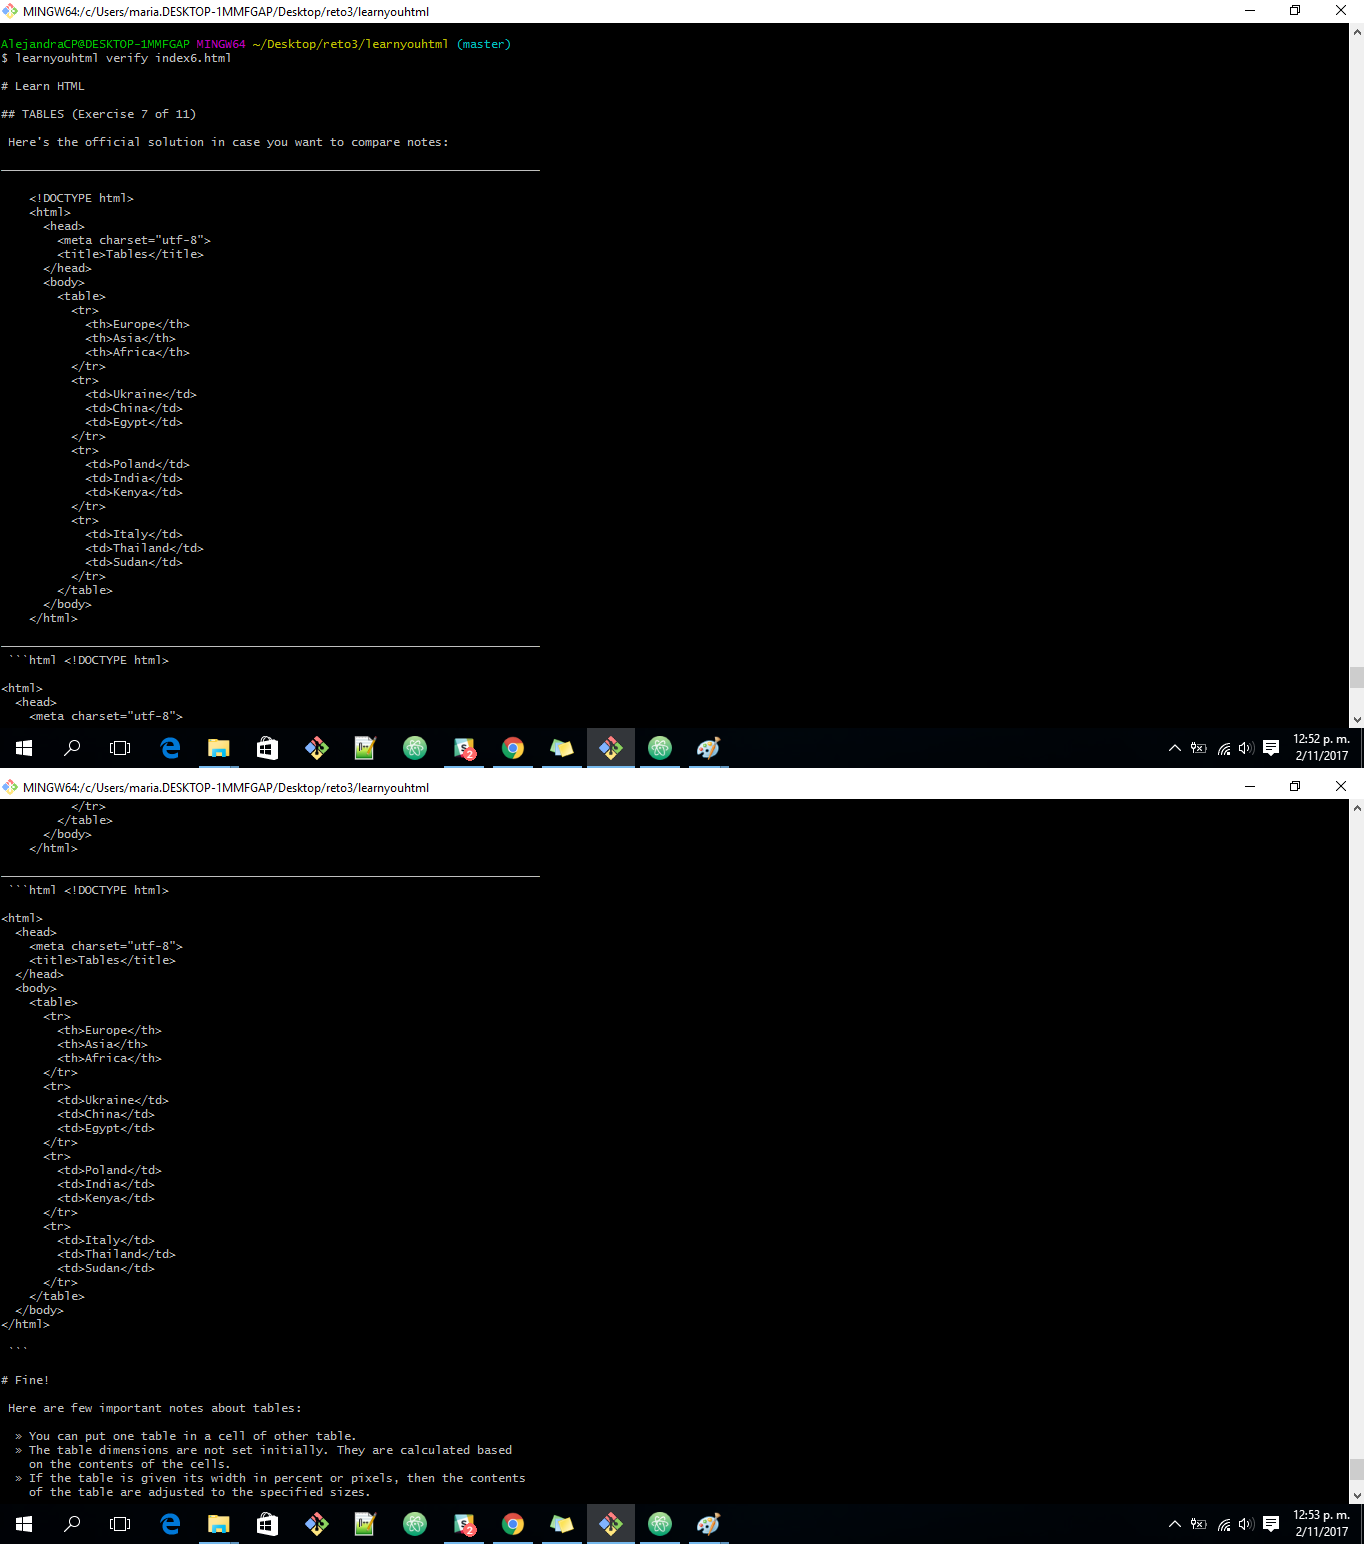 MINGW64:/c/Users/maria.DESKTOP-1MMFGAP/Desktop/reto3/learnyouhtml
AlejandraCP@DESKTOP-1MMFGAP MINGW64 ~/Desktop/reto3/learnyouhtml (master)
$ learnyouhtml verify index6.html
# Learn HTML
## TABLES (Exercise 7 of 11)
Here's the official solution in case you want to compare notes:
<!DOCTYPE html>
<html>
<head>
<meta charset="utf-8">
<title>Tables</title>
</head>
<body>
<table>
<tr>
<th>Europe</th>
<th>Asia</th>
<th>Africa</th>
</tr>
<tr>
<td>Ukraine</td>
<td>China</td>
<td>Egypt</td>
</tr>
<tr>
<td>Poland</td>
<td>India</td>
<td>Kenya</td>
</tr>
<tr>
<td>Italy</td>
<td>Thailand</td>
<td>Sudan</td>
</tr>
</table>
</body>
</html>
```html <!DOCTYPE html>
<html>
<head>
<meta charset="utf-8">
2
12:52 p. m.
2/11/2017
MINGW64:/c/Users/maria.DESKTOP-1MMFGAP/Desktop/reto3/learnyouhtml
</tr>
</table>
</body>
</html>
```html <!DOCTYPE html>
<html>
<head>
<meta charset="utf-8">
<title>Tables</title>
</head>
<body>
<table>
<tr>
<th>Europe</th>
<th>Asia</th>
<th>Africa</th>
</tr>
<tr>
<td>Ukraine</td>
<td>China</td>
<td>Egypt</td>
</tr>
<tr>
<td>Poland</td>
<td>India</td>
<td>Kenya</td>
</tr>
<tr>
<td>Italy</td>
<td>Thailand</td>
<td>Sudan</td>
</tr>
</table>
</body>
</html>
```
# Fine!
Here are few important notes about tables:
» You can put one table in a cell of other table.
» The table dimensions are not set initially. They are calculated based
on the contents of the cells.
» If the table is given its width in percent or pixels, then the contents
of the table are adjusted to the specified sizes.
2
12:53 p. m.
2/11/2017